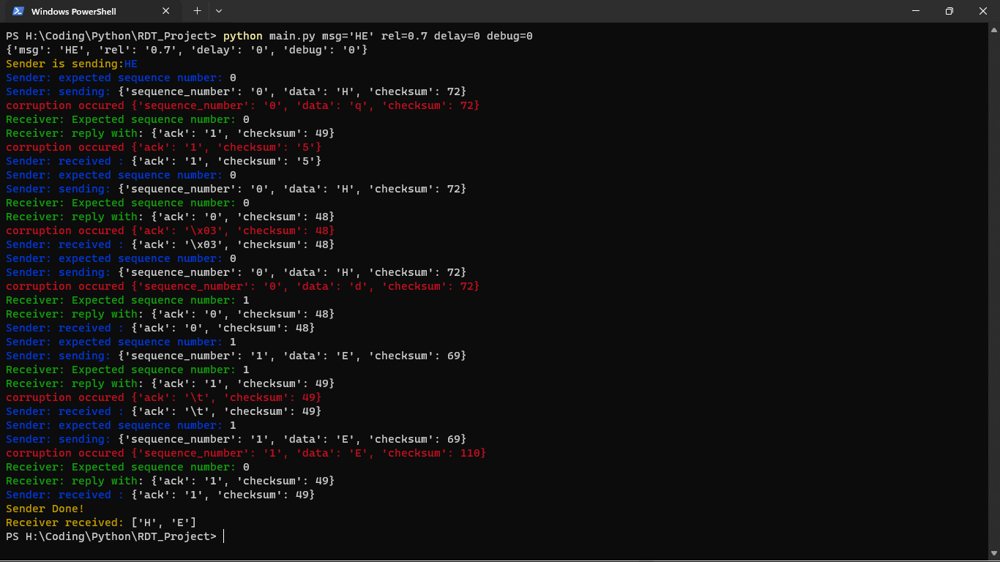 Windows PowerShell
PS H:\Coding\Python\RDT_Project> python main.py msg='HE' rel=0.7 delay=0 debug=0
{'msg': 'HE', 'rel': '0.7', 'delay': '0', 'debug': '0'}
Sender is sending:HE
Sender: expected sequence number: 0
Sender: sending: {'sequence_number': '0', 'data': 'H', 'checksum': 72}
corruption occured {'sequence_number': '0', 'data': 'q', 'checksum': 72}
Receiver: Expected sequence number: 0
Receiver: reply with: {'ack': '1', 'checksum': 49}
corruption occured {'ack': '1', 'checksum': '5'}
Sender: received : {'ack': '1', 'checksum': '5'}
Sender: expected sequence number: 0
Sender: sending: {'sequence_number': '0', 'data': 'H', 'checksum': 72}
Receiver: Expected sequence number: 0
Receiver: reply with: {'ack': '0', 'checksum': 48}
corruption occured {'ack': '\x03', 'checksum': 48}
Sender: received : {'ack': '\x03', 'checksum': 48}
Sender: expected sequence number: 0
Sender: sending: {'sequence_number': '0', 'data': 'H', 'checksum': 72}
corruption occured {'sequence_number': '0', 'data': 'd', 'checksum': 72}
Receiver: Expected sequence number: 1
Receiver: reply with: {'ack': '0', 'checksum': 48}
Sender: received : {'ack': '0', 'checksum': 48}
Sender: expected sequence number: 1
Sender: sending: {'sequence_number': '1', 'data': 'E', 'checksum': 69}
Receiver: Expected sequence number: 1
Receiver: reply with: {'ack': '1', 'checksum': 49}
corruption occured {'ack': '\t', 'checksum': 49}
Sender: received : {'ack': '\t', 'checksum': 49}
Sender: expected sequence number: 1
Sender: sending: {'sequence_number': '1', 'data': 'E', 'checksum': 69}
corruption occured {'sequence_number': '1', 'data': 'E', 'checksum': 110}
Receiver: Expected sequence number: 0
Receiver: reply with: {'ack': '1', 'checksum': 49}
Sender: received : {'ack': '1', 'checksum': 49}
Sender Done!
Receiver received: ['H', 'E']
PS H:\Coding\Python\RDT_Project>